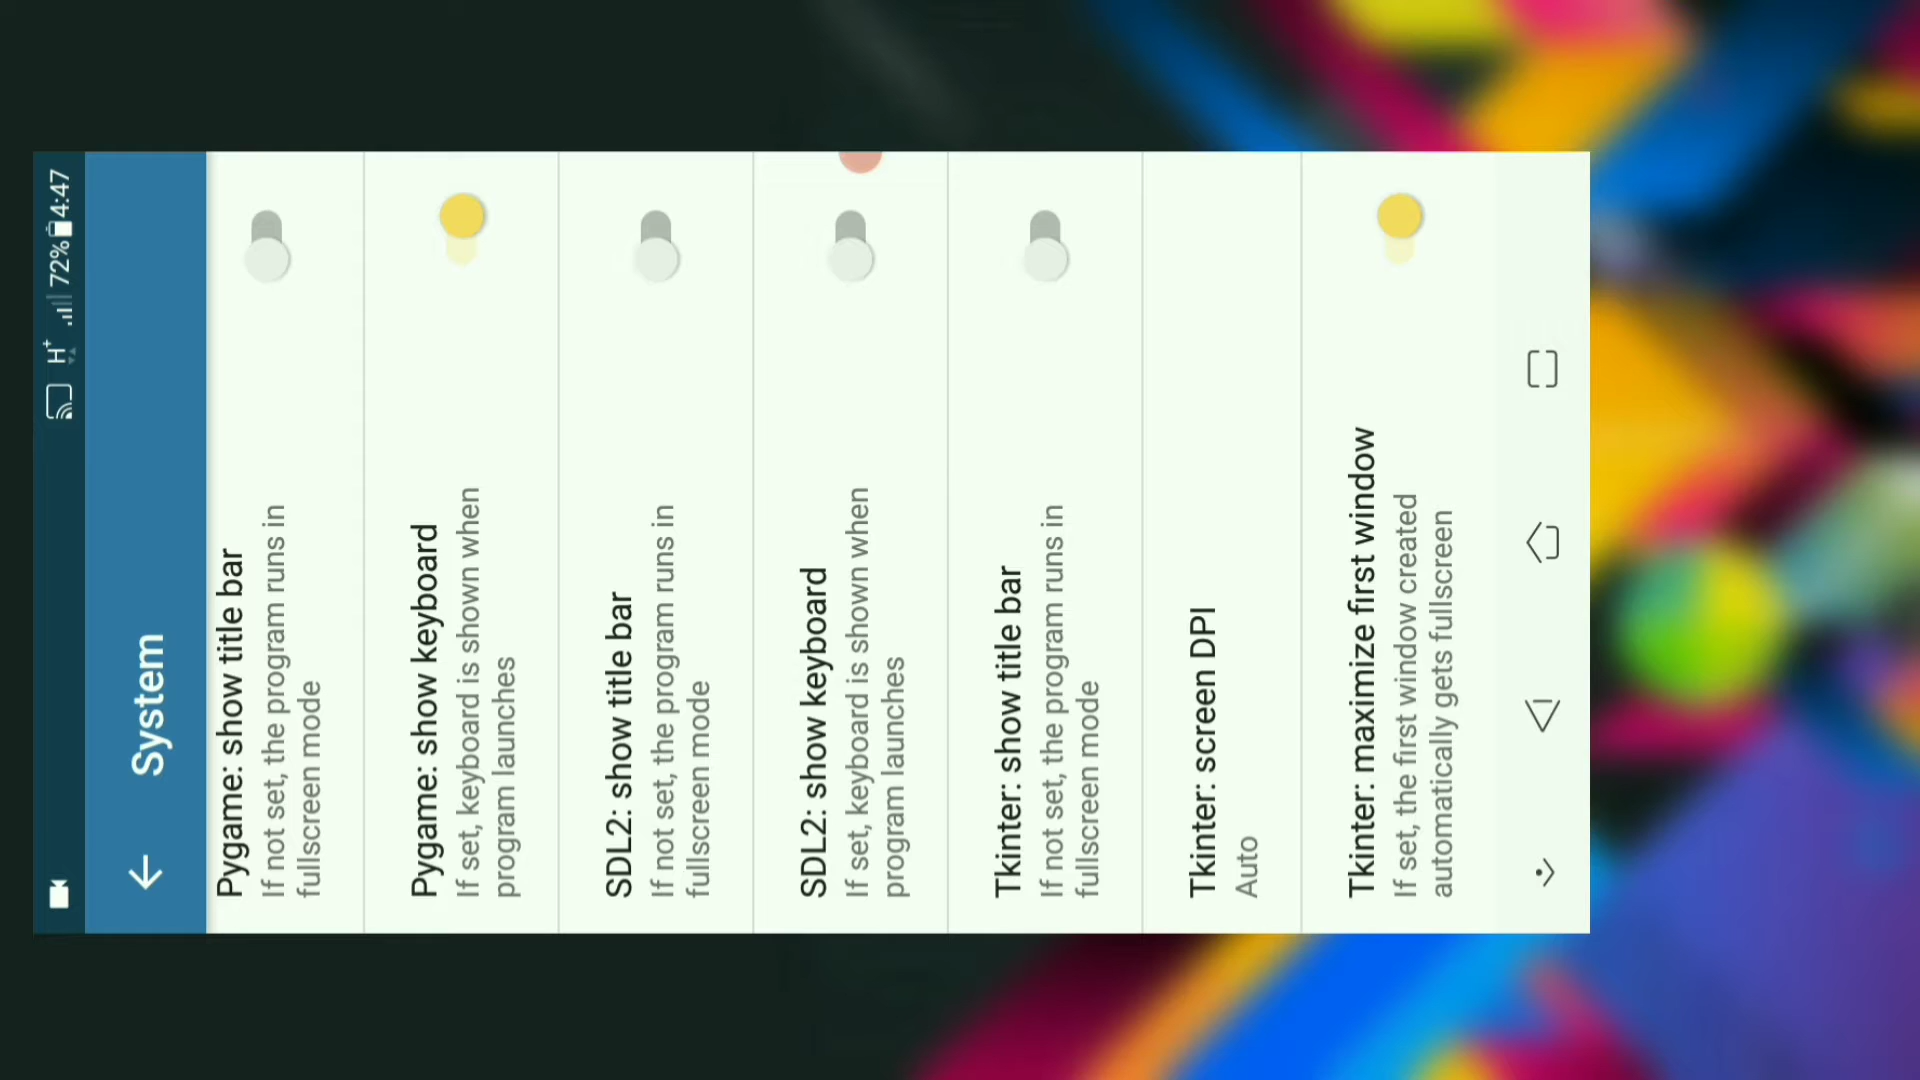 H+ 72% 4:47
System
Pygame: show title bar
If not set, the program runs in
fullscreen mode
Pygame: show keyboard
If set, keyboard is shown when
program launches
SDL2: show title bar
If not set, the program runs in
fullscreen mode
SDL2: show keyboard
If set, keyboard is shown when
program launches
Tkinter: show title bar
If not set, the program runs in
fullscreen mode
Tkinter: screen DPI
Auto
Tkinter: maximize first window
If set, the first window created
automatically gets fullscreen